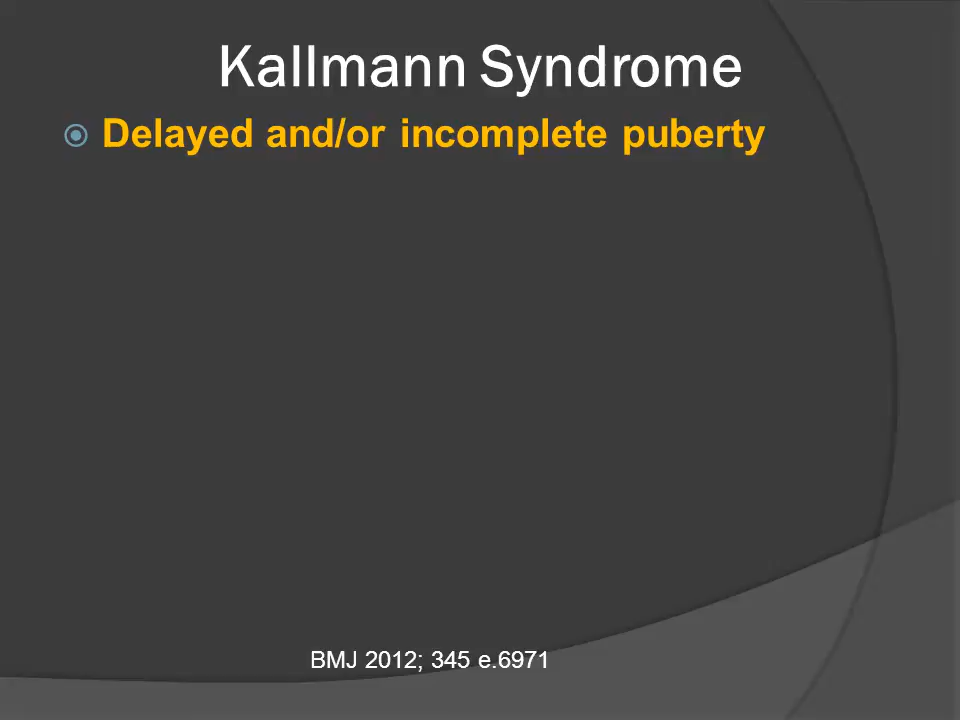 Kallmann Syndrome
Delayed and/or incomplete puberty
BMJ 2012; 345 e.6971